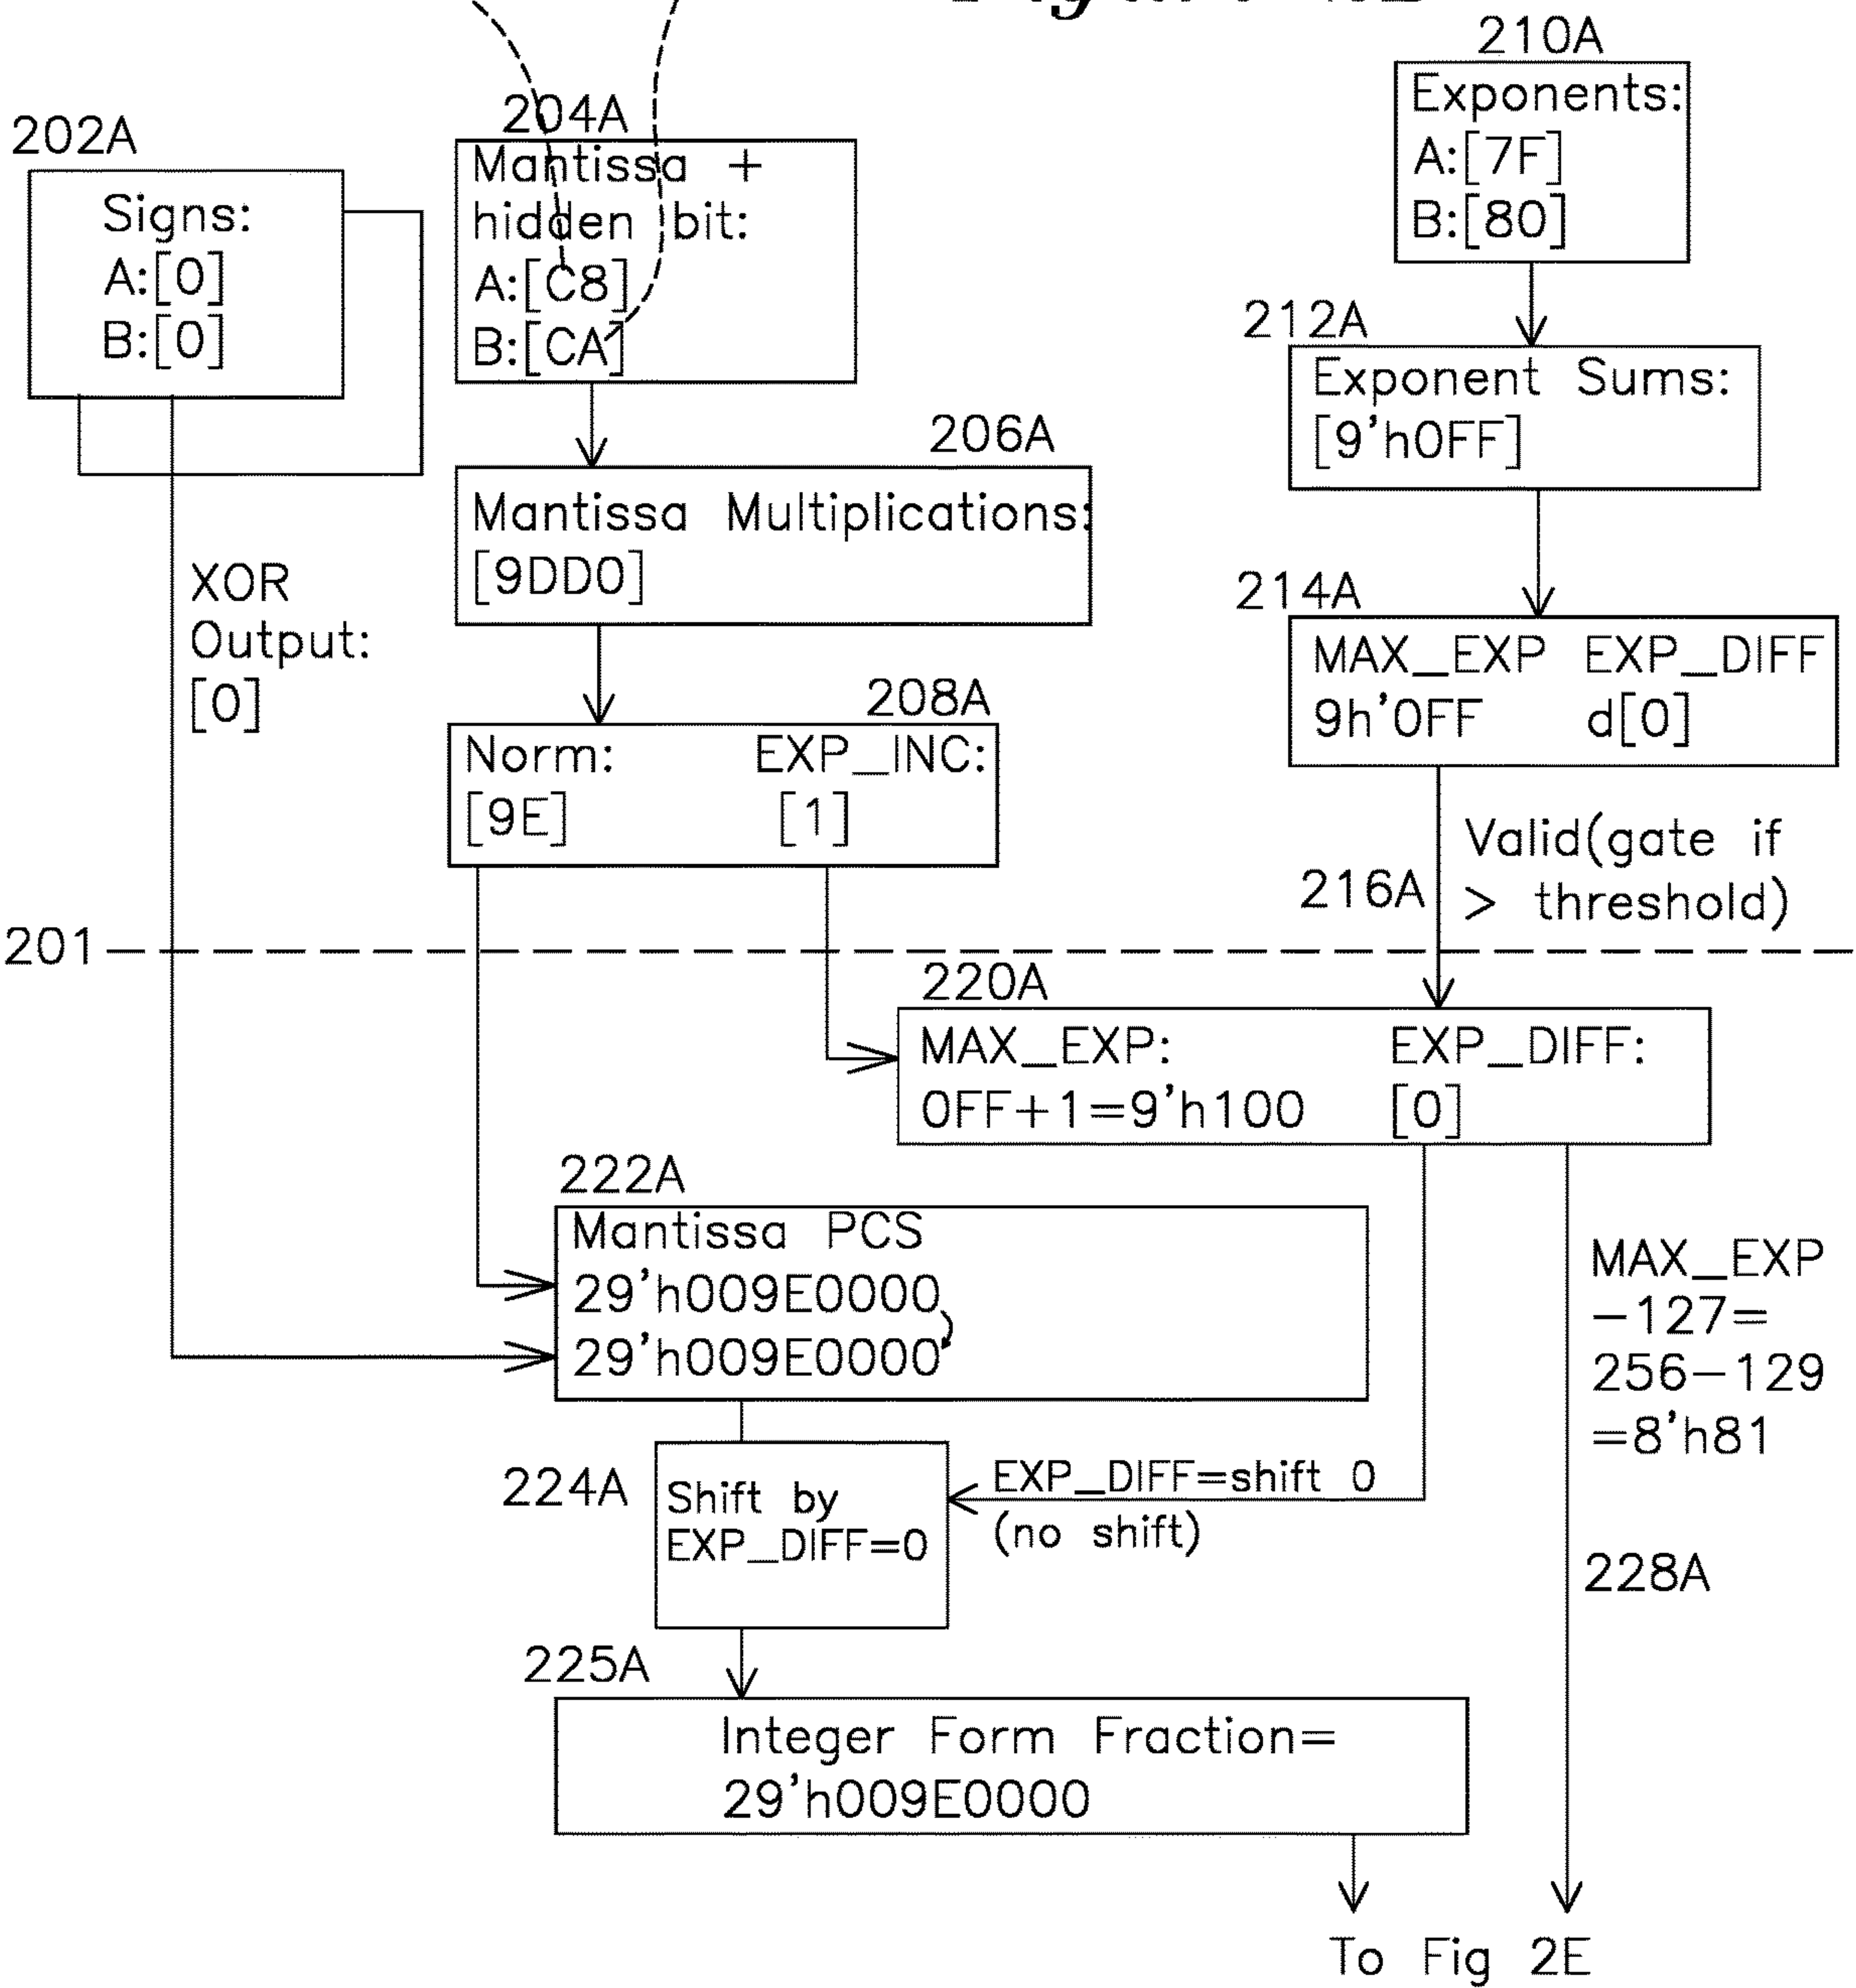 210A
Exponents:
A:[7F]
B:[80]
202A
Signs:
A:[0]
B:[0]
204A
Mantissa +
hidden bit:
A:[C8]
B:[CA]
212A
Exponent Sums:
[9'h0FF]
206A
Mantissa Multiplications:
[9DD0]
XOR
Output:
[0]
214A
MAX_EXP EXP_DIFF
9h'0FF d[0]
208A
Norm: EXP_INC:
[9E] [1]
216A
Valid(gate if
> threshold)
201
220A
MAX_EXP: EXP_DIFF:
0FF+1=9'h100 [0]
222A
Mantissa PCS
29'h009E0000
29'h009E0000
MAX_EXP
-127=
256-129
=8'h81
224A
Shift by
EXP_DIFF=0
EXP_DIFF=shift 0
(no shift)
228A
225A
Integer Form Fraction=
29'h009E0000
To Fig 2E